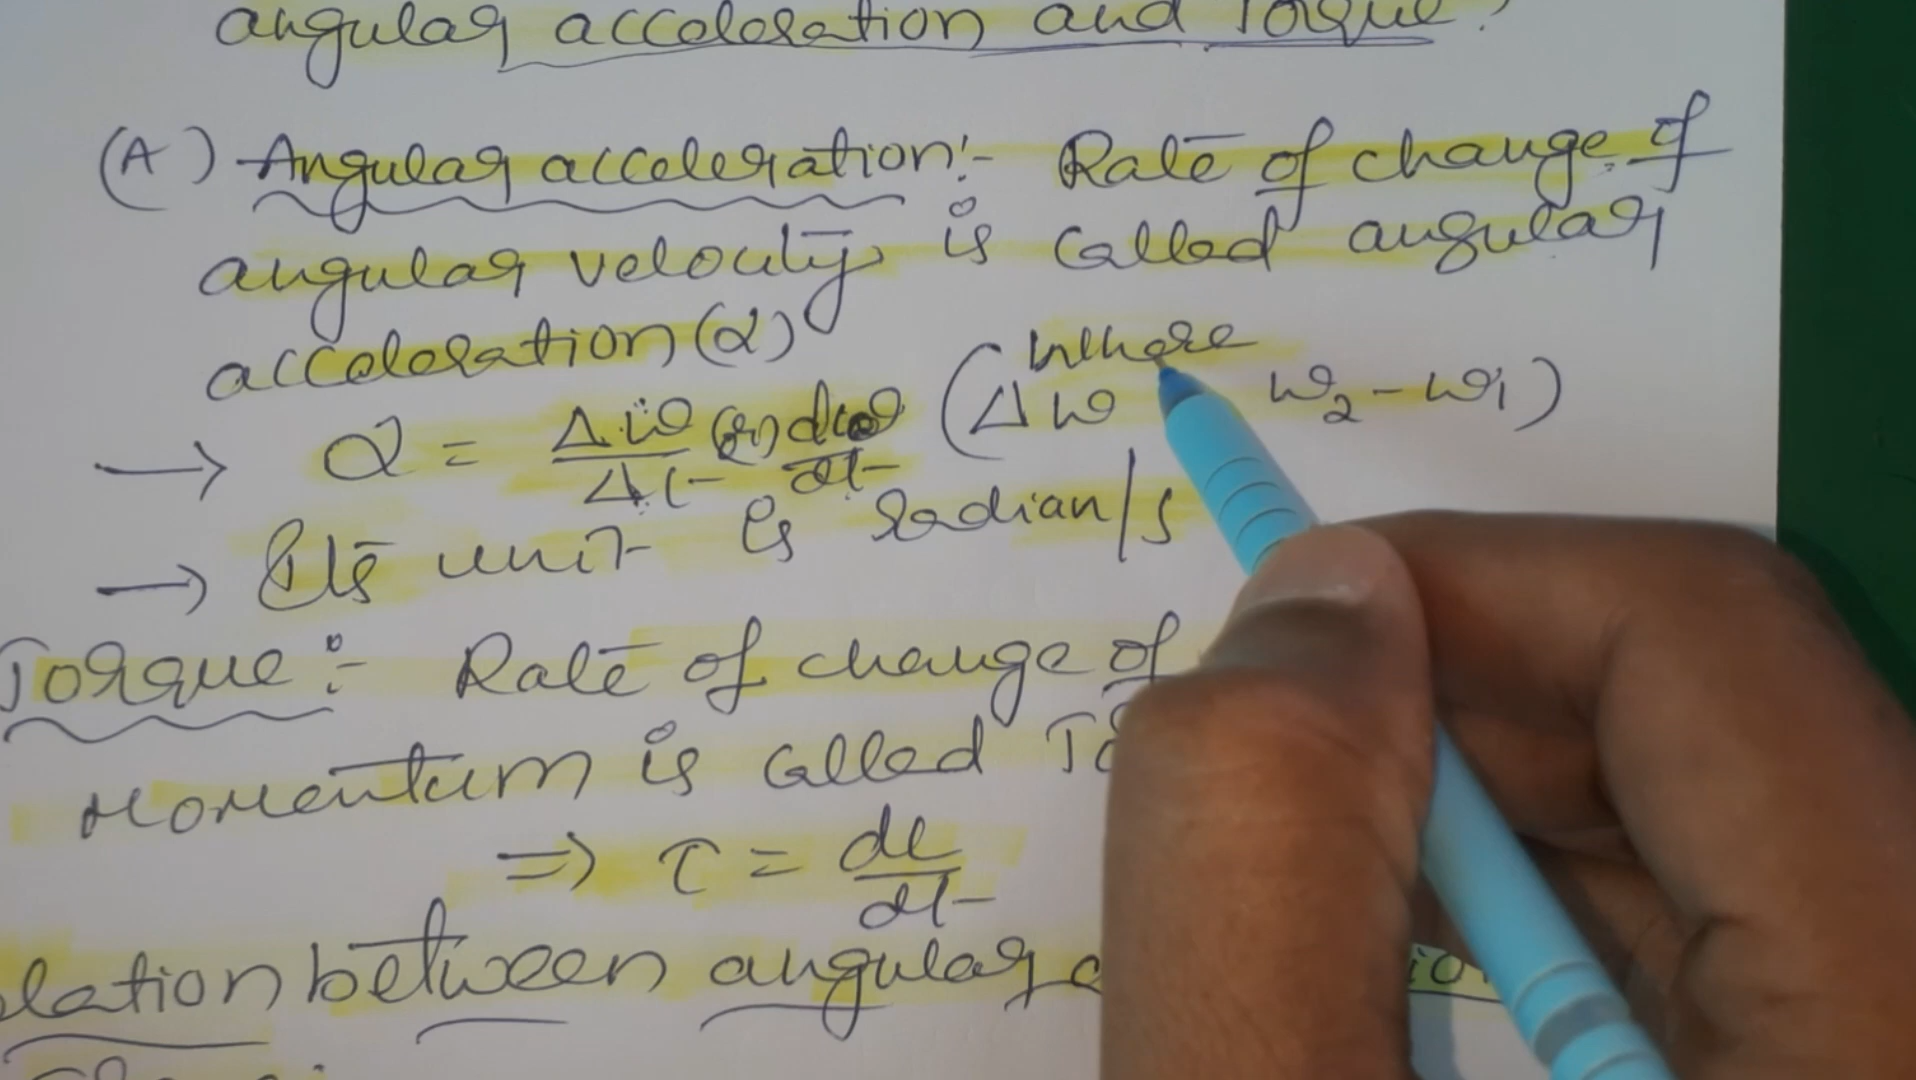 angular acceleration and Torque?
(A) Angular acceleration:- Rate of change of
angular velocity is called angular
acceleration (α)
→ α = Δω/Δt (or) dω/dt (where Δω ω2 - ω1)
→ Its unit is radian/s
Torque:- Rate of change of
Momentum is called
⇒ τ = dL/dt
lation between angular